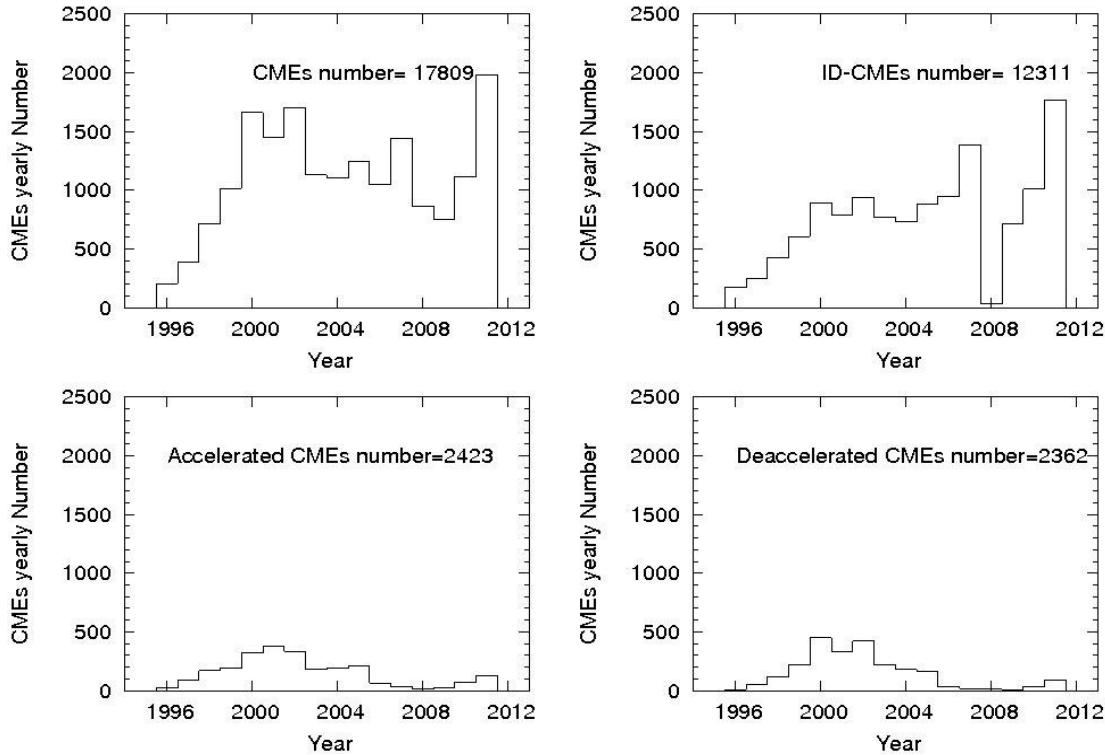 2500
2000
1500
1000
500
0
CMEs yearly Number
CMEs number= 17809
1996 2000 2004 2008 2012
Year
2500
2000
1500
1000
500
0
CMEs yearly Number
ID-CMEs number= 12311
1996 2000 2004 2008 2012
Year
2500
2000
1500
1000
500
0
CMEs yearly Number
Accelerated CMEs number=2423
1996 2000 2004 2008 2012
Year
2500
2000
1500
1000
500
0
CMEs yearly Number
Deaccelerated CMEs number=2362
1996 2000 2004 2008 2012
Year